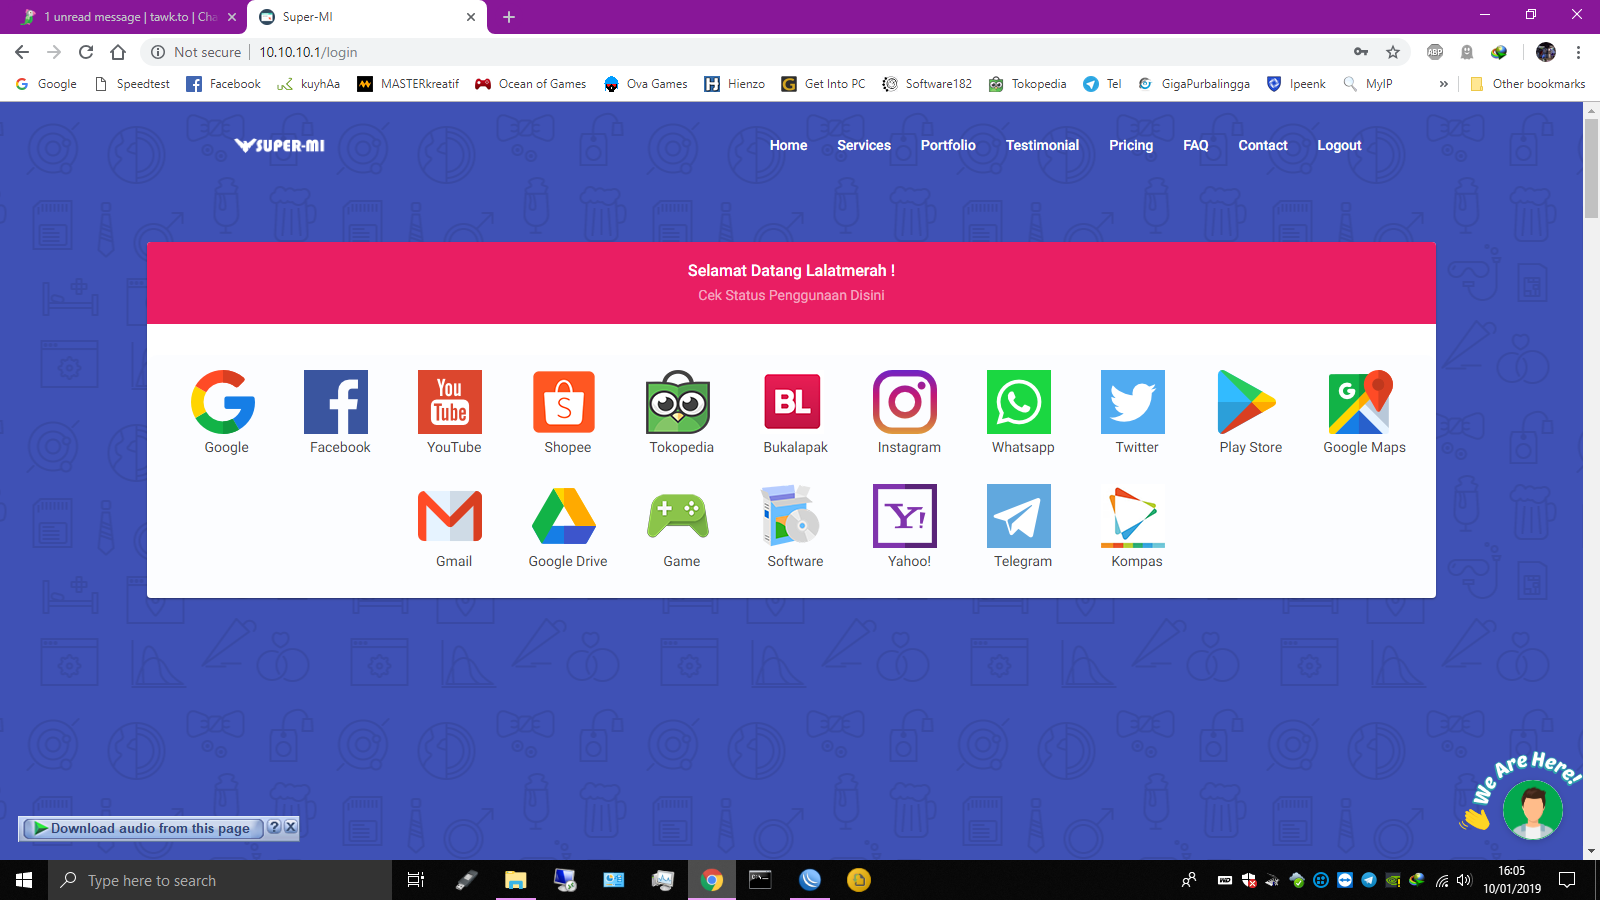 1 unread message | tawk.to | Cha
Super-MI
Not secure
10.10.10.1/login
ABP
Google
Speedtest
Facebook
kuyhAa
MASTERkreatif
Ocean of Games
Ova Games
Hienzo
Get Into PC
Software182
Tokopedia
Tel
GigaPurbalingga
Ipeenk
MyIP
»
Other bookmarks
SUPER-MI
Home
Services
Portfolio
Testimonial
Pricing
FAQ
Contact
Logout
Selamat Datang Lalatmerah !
Cek Status Penggunaan Disini
You
Tube
BL
G
Google
Facebook
YouTube
Shopee
Tokopedia
Bukalapak
Instagram
Whatsapp
Twitter
Play Store
Google Maps
Y!
Gmail
Google Drive
Game
Software
Yahoo!
Telegram
Kompas
We Are Here!
Download audio from this page
?
X
Type here to search
16:05
10/01/2019